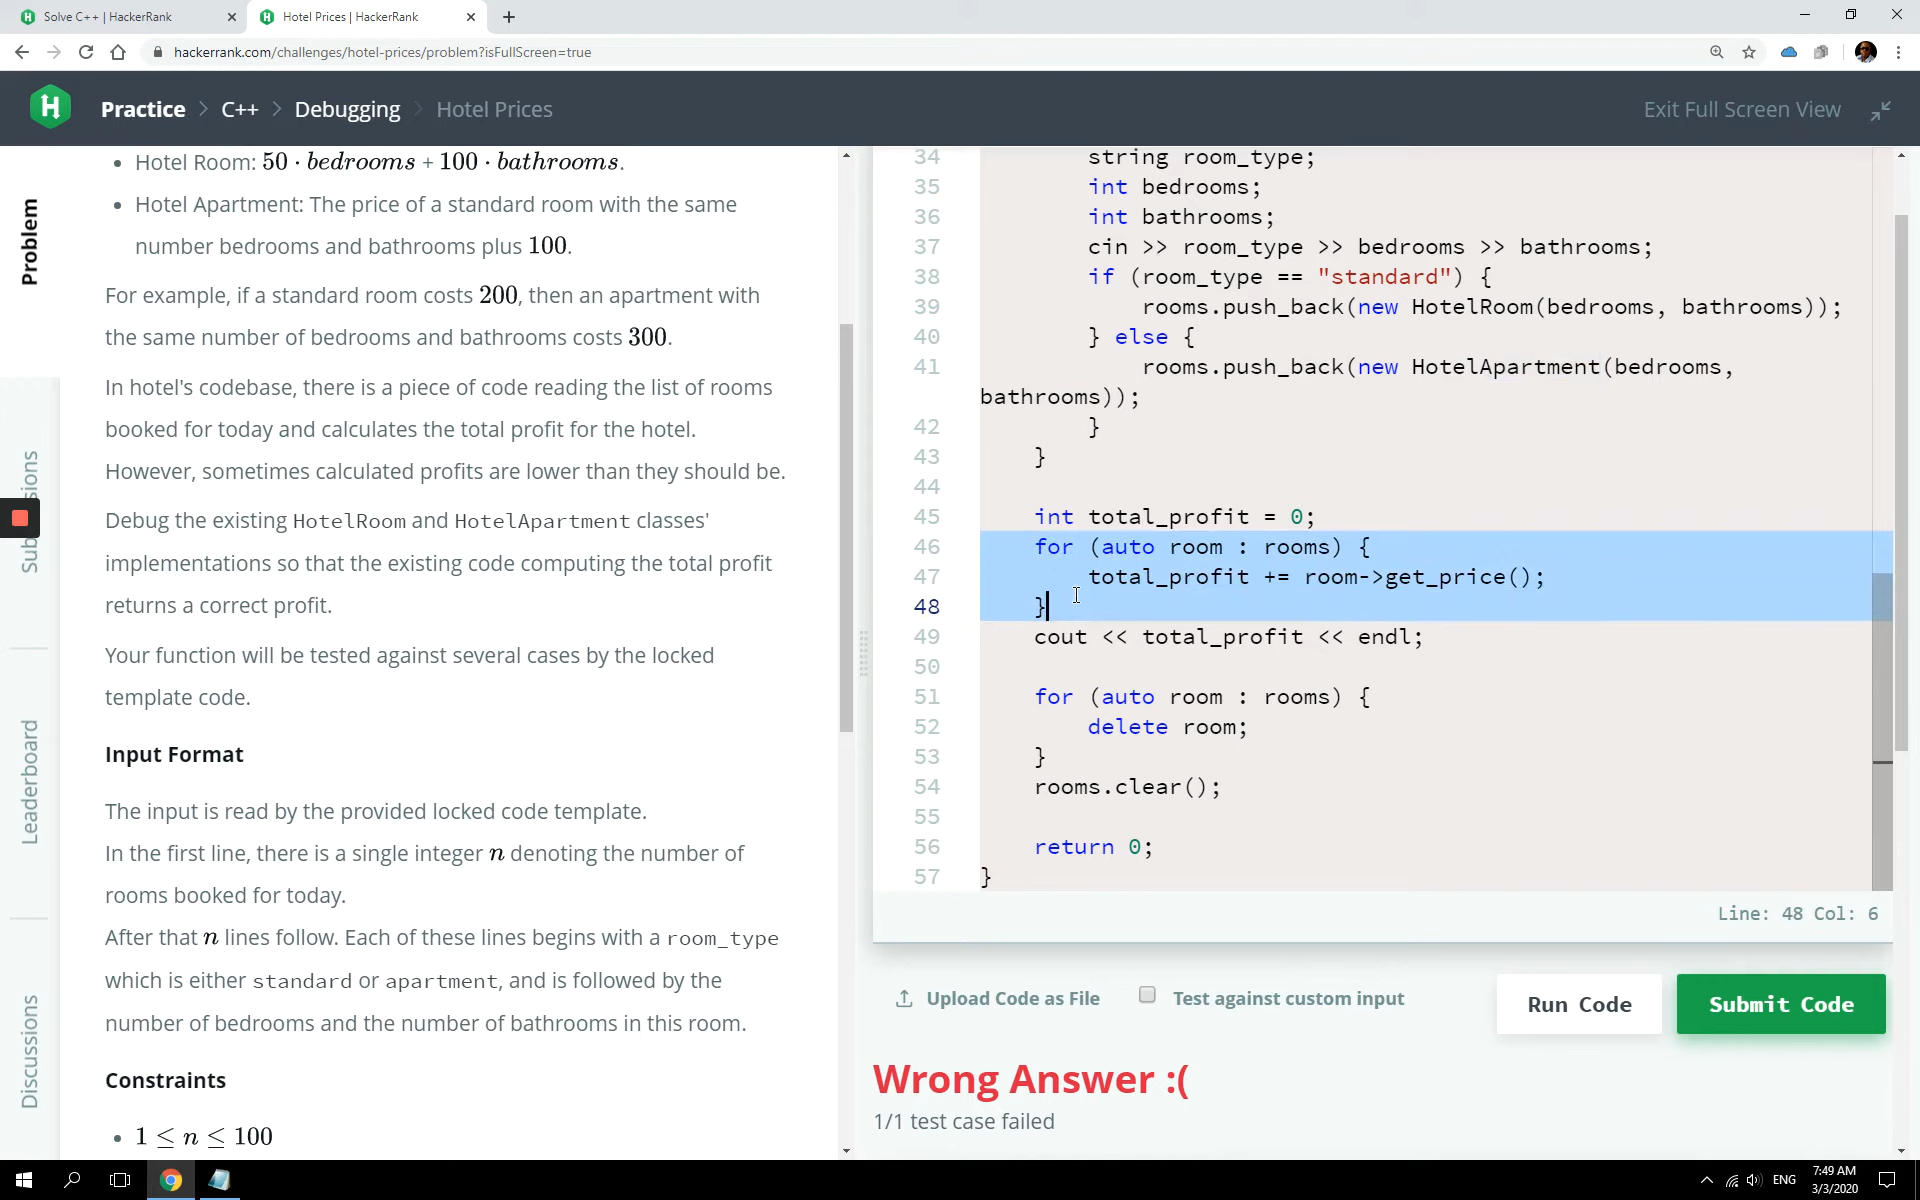 Solve C++ | HackerRank
Hotel Prices | HackerRank
hackerrank.com/challenges/hotel-prices/problem?isFullScreen=true
Practice > C++ > Debugging > Hotel Prices
Exit Full Screen View
Problem
Submissions
Leaderboard
Discussions
• Hotel Room: 50 · bedrooms + 100 · bathrooms.
• Hotel Apartment: The price of a standard room with the same
number bedrooms and bathrooms plus 100.
For example, if a standard room costs 200, then an apartment with
the same number of bedrooms and bathrooms costs 300.
In hotel's codebase, there is a piece of code reading the list of rooms
booked for today and calculates the total profit for the hotel.
However, sometimes calculated profits are lower than they should be.
Debug the existing HotelRoom and HotelApartment classes'
implementations so that the existing code computing the total profit
returns a correct profit.
Your function will be tested against several cases by the locked
template code.
Input Format
The input is read by the provided locked code template.
In the first line, there is a single integer n denoting the number of
rooms booked for today.
After that n lines follow. Each of these lines begins with a room_type
which is either standard or apartment, and is followed by the
number of bedrooms and the number of bathrooms in this room.
Constraints
• 1 ≤ n ≤ 100
34 string room_type;
35 int bedrooms;
36 int bathrooms;
37 cin >> room_type >> bedrooms >> bathrooms;
38 if (room_type == "standard") {
39 rooms.push_back(new HotelRoom(bedrooms, bathrooms));
40 } else {
41 rooms.push_back(new HotelApartment(bedrooms,
bathrooms));
42 }
43 }
44
45 int total_profit = 0;
46 for (auto room : rooms) {
47 total_profit += room->get_price();
48 }
49 cout << total_profit << endl;
50
51 for (auto room : rooms) {
52 delete room;
53 }
54 rooms.clear();
55
56 return 0;
57 }
Line: 48 Col: 6
Upload Code as File
Test against custom input
Run Code
Submit Code
Wrong Answer :(
1/1 test case failed
ENG
7:49 AM
3/3/2020